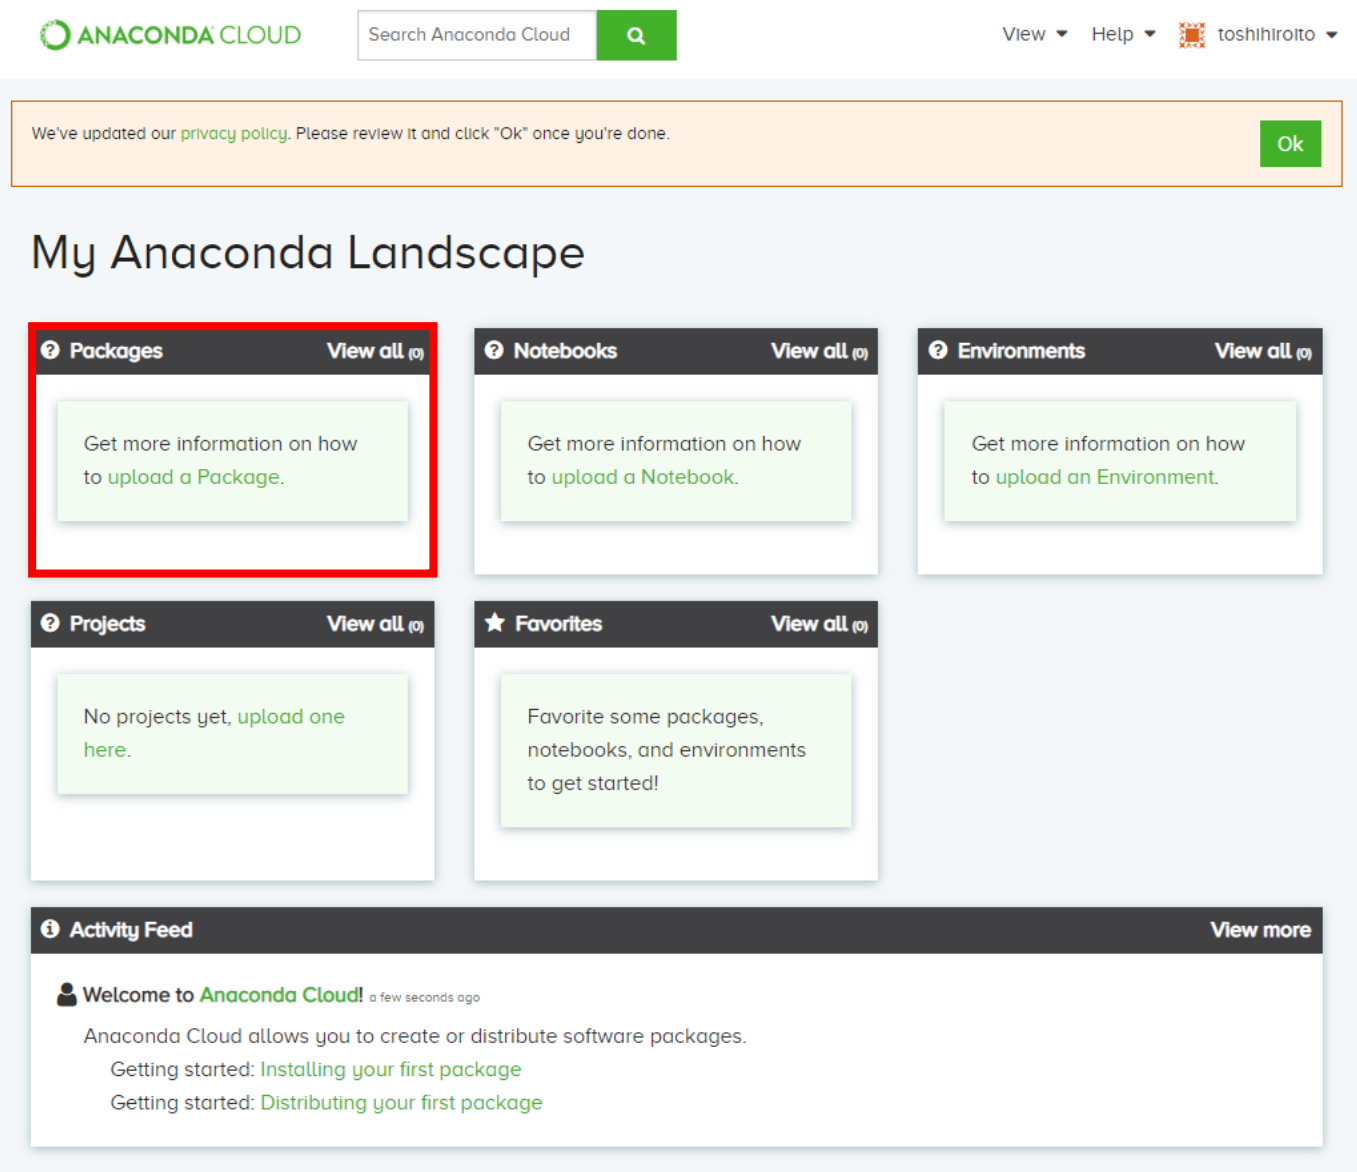 ANACONDA CLOUD
Search Anaconda Cloud
View
Help
toshihiroito
We've updated our privacy policy. Please review it and click "Ok" once you're done.
Ok
My Anaconda Landscape
Packages View all (0)
Get more information on how
to upload a Package.
Notebooks View all (0)
Get more information on how
to upload a Notebook.
Environments View all (0)
Get more information on how
to upload an Environment.
Projects View all (0)
No projects yet, upload one
here.
Favorites View all (0)
Favorite some packages,
notebooks, and environments
to get started!
Activity Feed View more
Welcome to Anaconda Cloud! a few seconds ago
Anaconda Cloud allows you to create or distribute software packages.
Getting started: Installing your first package
Getting started: Distributing your first package